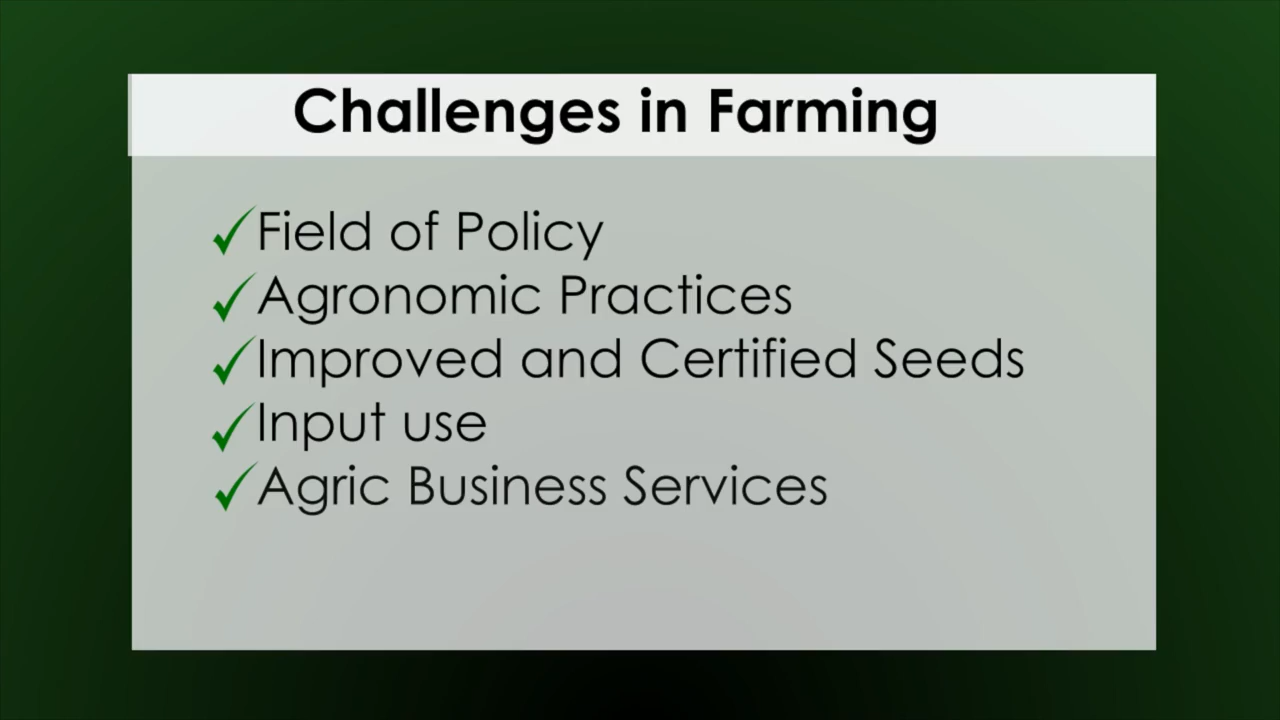 Challenges in Farming
Field of Policy
Agronomic Practices
Improved and Certified Seeds
Input use
Agric Business Services